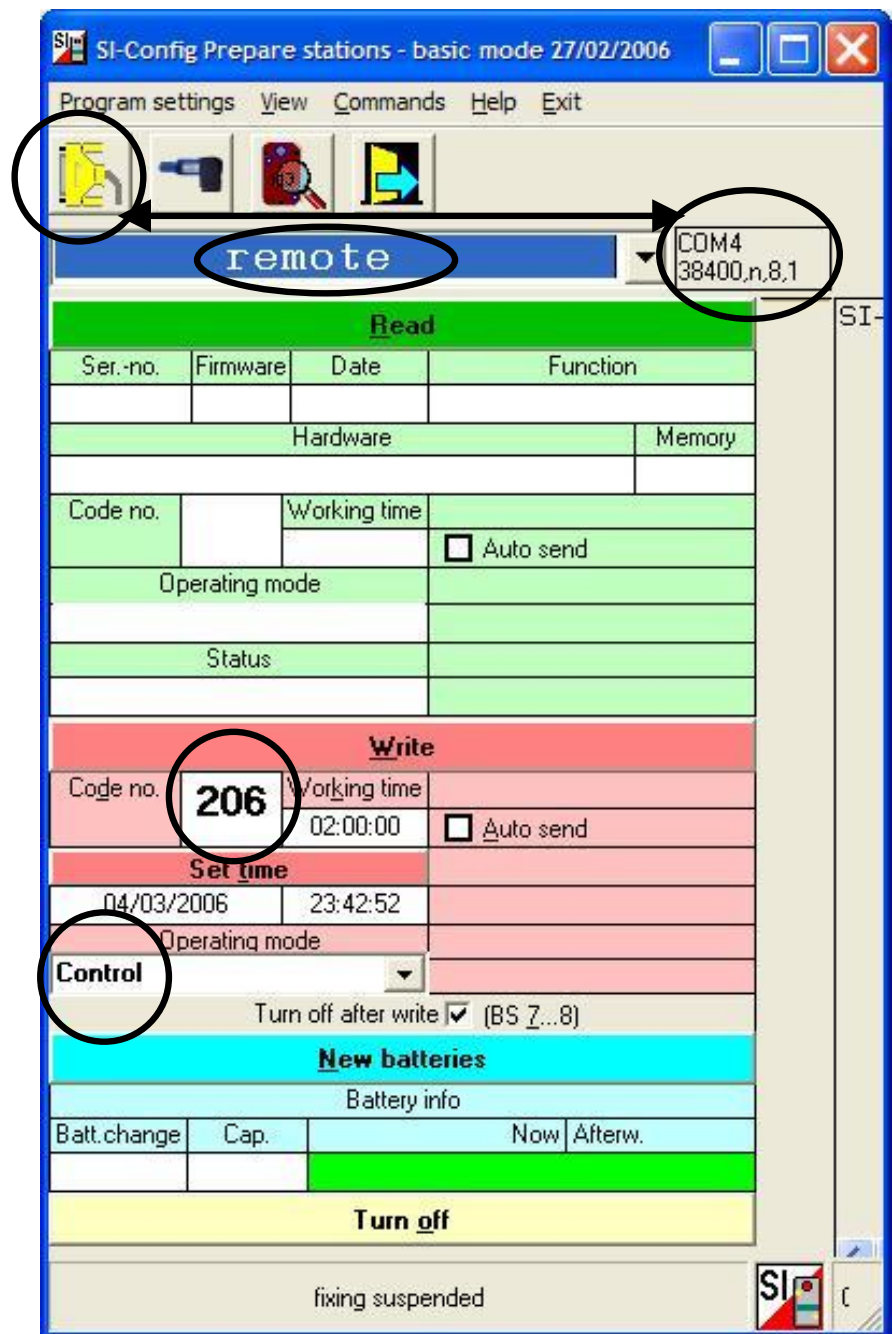 SI-Config Prepare stations - basic mode 27/02/2006
Program settings View Commands Help Exit
remote
COM4
38400,n,8,1
Read
SI-
Ser.-no. Firmware Date Function
Hardware Memory
Code no. Working time
Auto send
Operating mode
Status
Write
Code no. 206 Working time
02:00:00 Auto send
Set time
04/03/2006 23:42:52
Operating mode
Control
Turn off after write (BS 7...8)
New batteries
Battery info
Batt.change Cap. Now Afterw.
Turn off
fixing suspended
SI